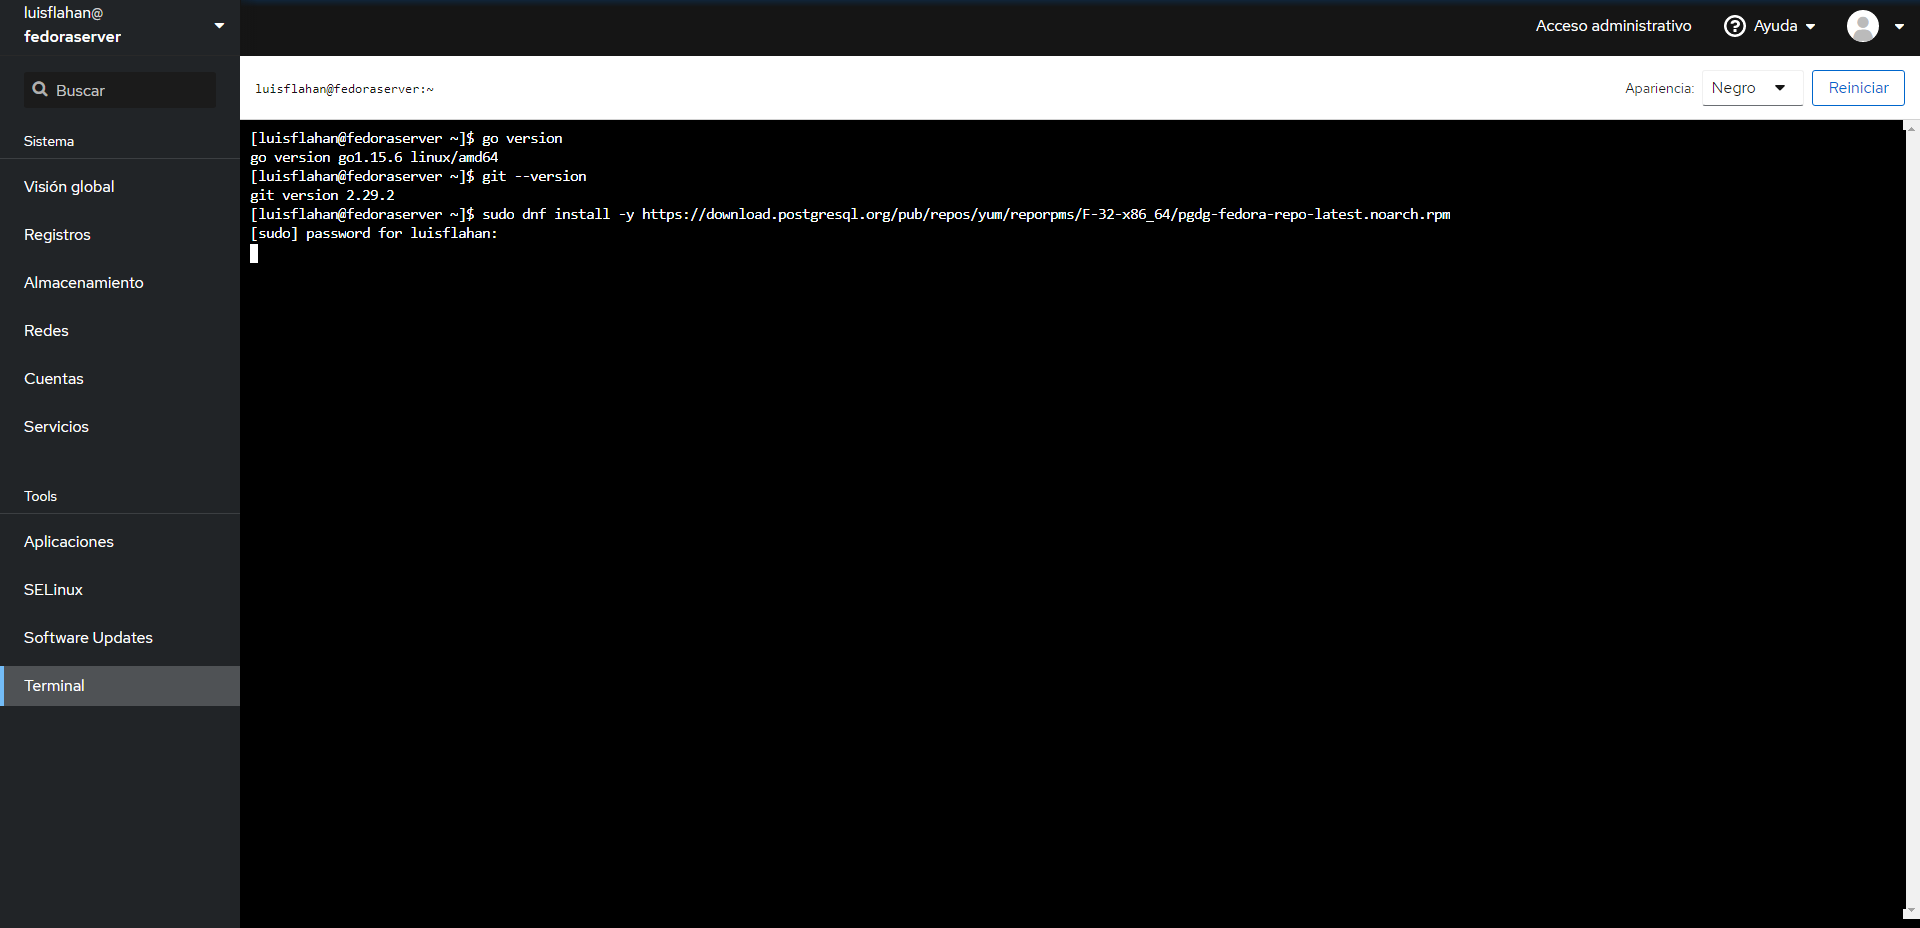 luisflahan@
fedoraserver
Acceso administrativo
Ayuda
Buscar
luisflahan@fedoraserver:~
Apariencia:
Negro
Reiniciar
Sistema
Visión global
Registros
Almacenamiento
Redes
Cuentas
Servicios
Tools
Aplicaciones
SELinux
Software Updates
Terminal
[luisflahan@fedoraserver ~]$ go version
go version go1.15.6 linux/amd64
[luisflahan@fedoraserver ~]$ git --version
git version 2.29.2
[luisflahan@fedoraserver ~]$ sudo dnf install -y https://download.postgresql.org/pub/repos/yum/reporpms/F-32-x86_64/pgdg-fedora-repo-latest.noarch.rpm
[sudo] password for luisflahan: